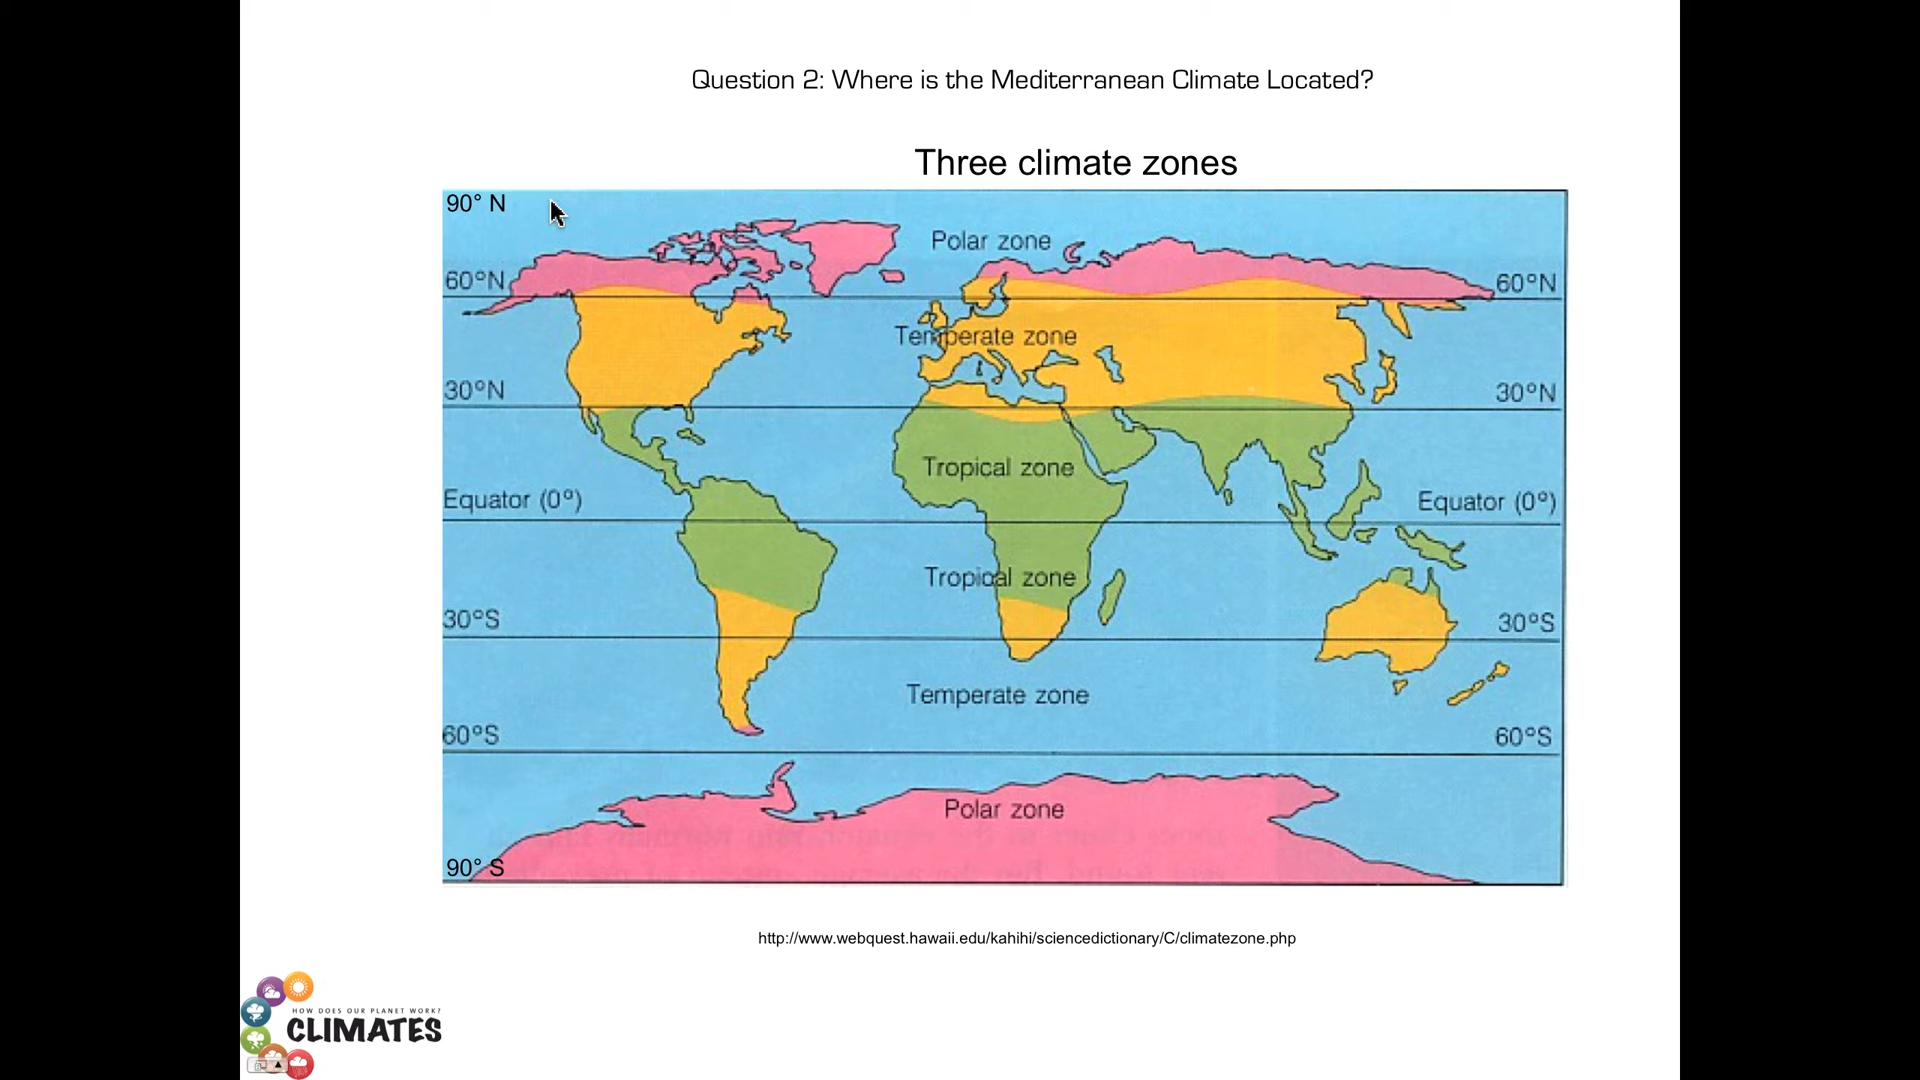 Question 2: Where is the Mediterranean Climate Located?
Three climate zones
90° N
Polar zone
60°N
60°N
Temperate zone
30°N
30°N
Tropical zone
Equator (0°)
Equator (0°)
Tropical zone
30°S
30°S
Temperate zone
60°S
60°S
Polar zone
90° S
http://www.webquest.hawaii.edu/kahihi/sciencedictionary/C/climatezone.php
HOW DOES OUR PLANET WORK?
CLIMATES